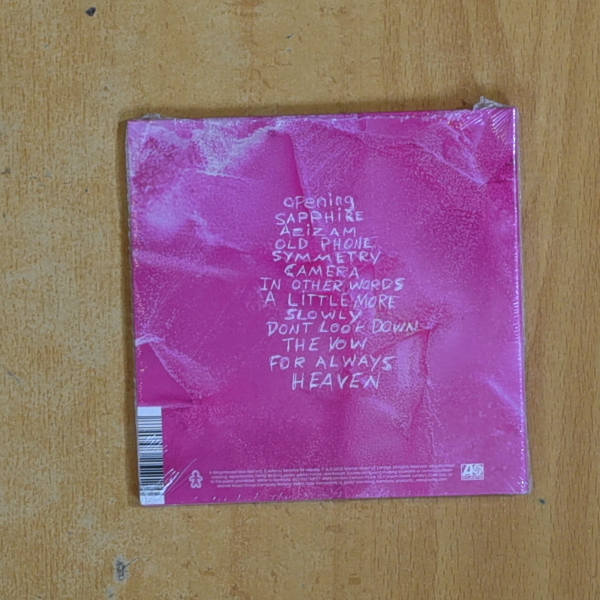 opening
SAPPHIRE
AZIZAM
OLD PHONE
SYMMETRY
CAMERA
IN OTHER WORDS
A LITTLE MORE
SLOWLY
DONT LOOK DOWN
THE VOW
FOR ALWAYS
HEAVEN